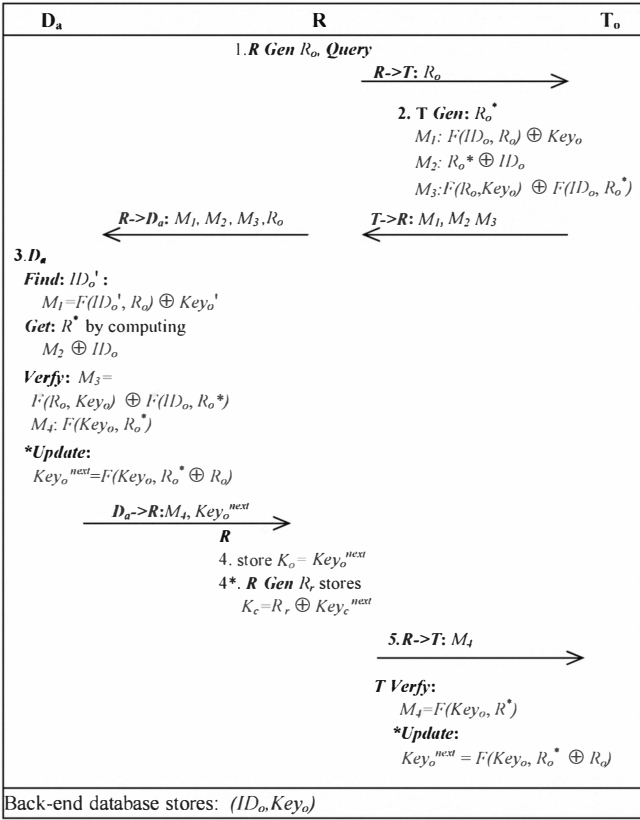 Dₐ R Tₒ
1.R Gen Rₒ, Query
R->T: Rₒ
2. T Gen: Rₒ*
M₁: F(IDₒ, Rₒ) ⊕ Keyₒ
M₂: Rₒ* ⊕ IDₒ
M₃:F(Rₒ,Keyₒ) ⊕ F(IDₒ, Rₒ*)
R->Dₐ: M₁, M₂, M₃,Rₒ T->R: M₁, M₂ M₃
3.Dₐ
Find: IDₒ':
M₁=F(IDₒ', Rₒ) ⊕ Keyₒ'
Get: R* by computing
M₂ ⊕ IDₒ
Verfy: M₃=
F(Rₒ, Keyₒ) ⊕ F(IDₒ, Rₒ*)
M₄: F(Keyₒ, Rₒ*)
*Update:
Keyₒⁿᵉˣᵗ=F(Keyₒ, Rₒ* ⊕ Rₒ)
Dₐ->R:M₄, Keyₒⁿᵉˣᵗ
R
4. store Kₒ= Keyₒⁿᵉˣᵗ
4*. R Gen Rᵣ stores
K꜀=Rᵣ ⊕ Key꜀ⁿᵉˣᵗ
5.R->T: M₄
T Verfy:
M₄=F(Keyₒ, R*)
*Update:
Keyₒⁿᵉˣᵗ = F(Keyₒ, Rₒ* ⊕ Rₒ)
Back-end database stores: (IDₒ,Keyₒ)